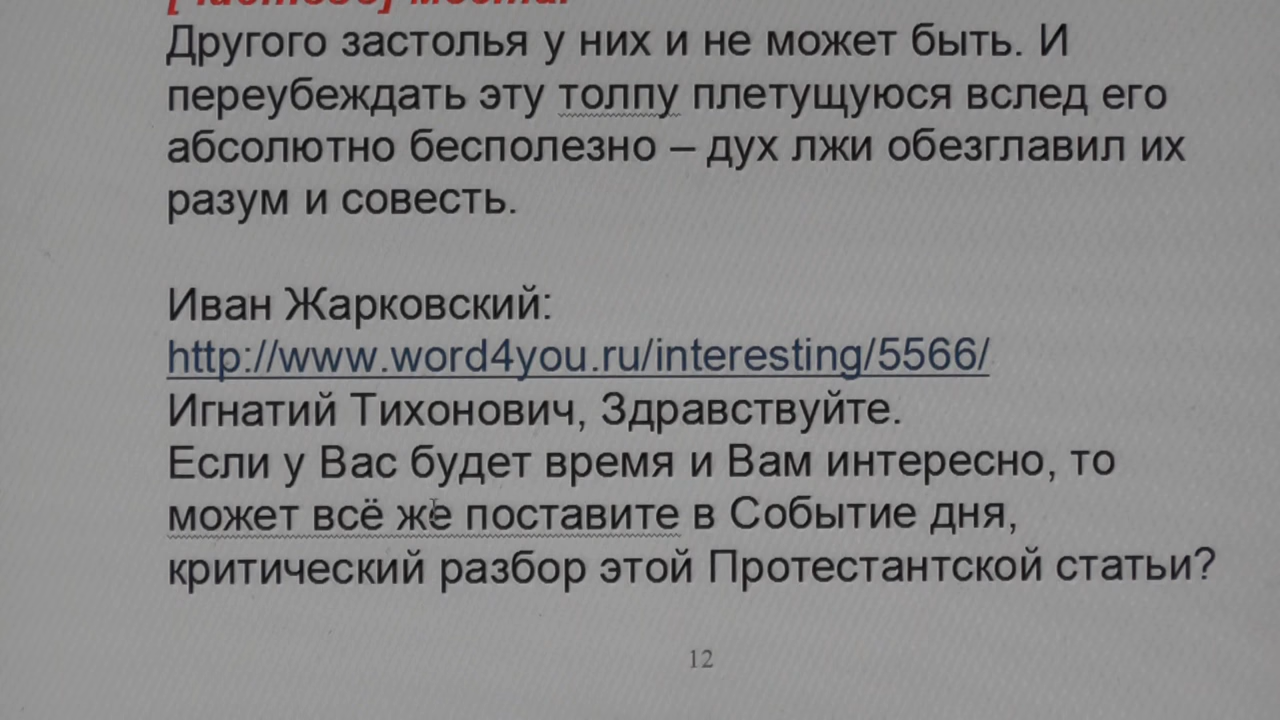 Другого застолья у них и не может быть. И
переубеждать эту толпу плетущуюся вслед его
абсолютно бесполезно – дух лжи обезглавил их
разум и совесть.
Иван Жарковский:
http://www.word4you.ru/interesting/5566/
Игнатий Тихонович, Здравствуйте.
Если у Вас будет время и Вам интересно, то
может всё же поставите в Событие дня,
критический разбор этой Протестантской статьи?
12